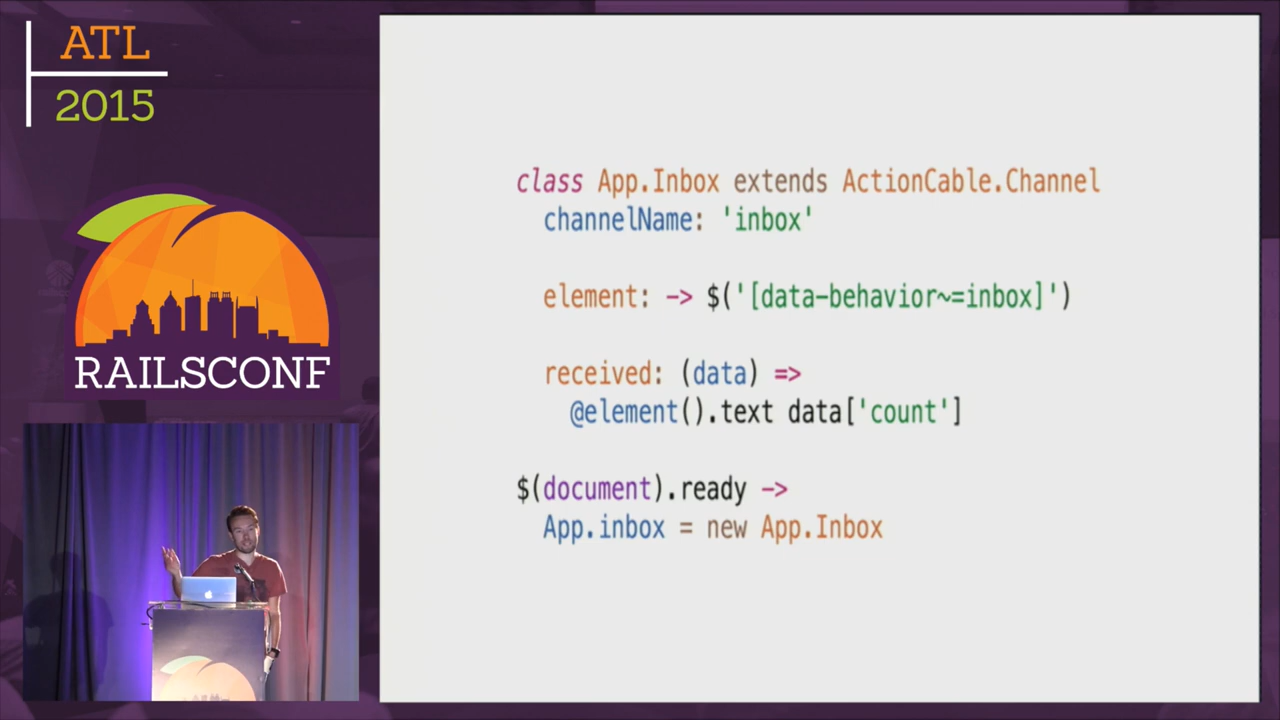 ATL
2015
RAILSCONF
class App.Inbox extends ActionCable.Channel
  channelName: 'inbox'
  element: -> $('[data-behavior~=inbox]')
  received: (data) =>
    @element().text data['count']
$(document).ready ->
  App.inbox = new App.Inbox